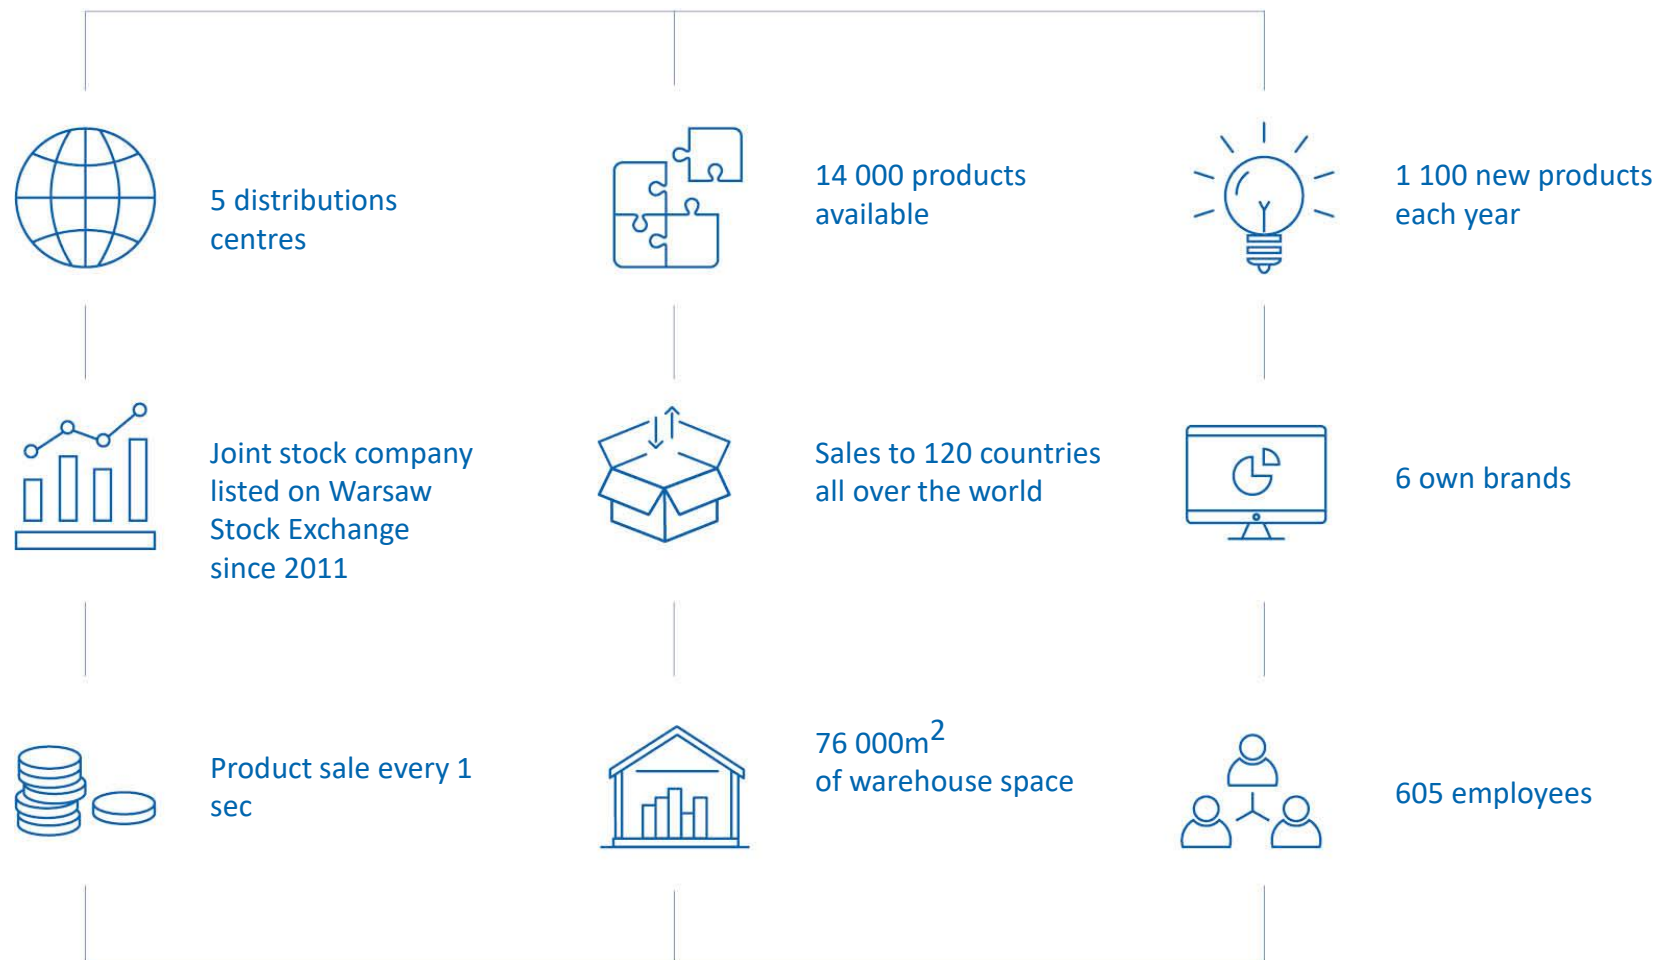 5 distributions
centres
14 000 products
available
1 100 new products
each year
Joint stock company
listed on Warsaw
Stock Exchange
since 2011
Sales to 120 countries
all over the world
6 own brands
Product sale every 1
sec
76 000m²
of warehouse space
605 employees